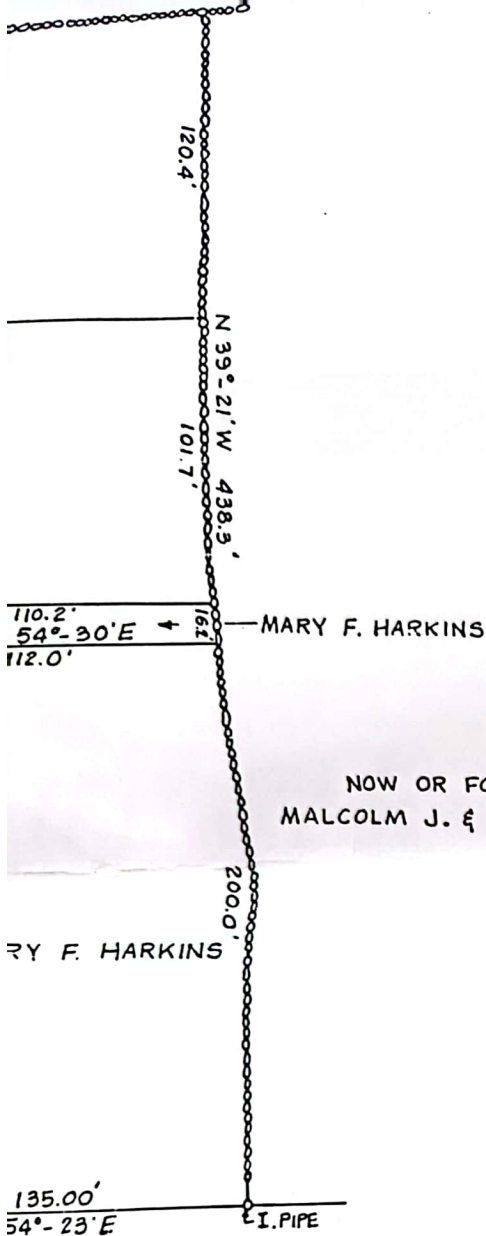 120.4'
N 39°-21'W 438.3'
101.7'
110.2'
54°-30'E
112.0'
16.2'
MARY F. HARKINS
NOW OR FO
MALCOLM J. &
200.0'
RY F. HARKINS
135.00'
54°-23'E
I. PIPE